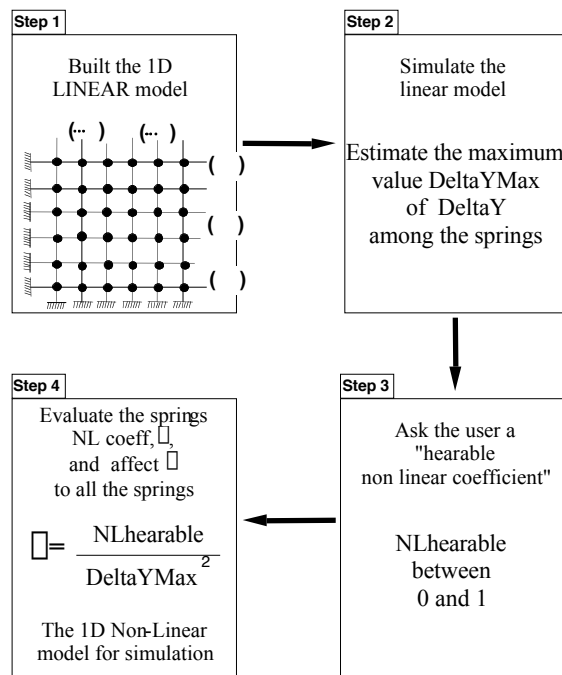 Step 1
Built the 1D
LINEAR model
(... ) (... )
( )
( )
( )
Step 2
Simulate the
linear model
Estimate the maximum
value DeltaYMax
of DeltaY
among the springs
Step 3
Ask the user a
"hearable
non linear coefficient"
NLhearable
between
0 and 1
Step 4
Evaluate the springs
NL coeff,▯,
and affect ▯
to all the springs
▯= NLhearable
DeltaYMax²
The 1D Non-Linear
model for simulation